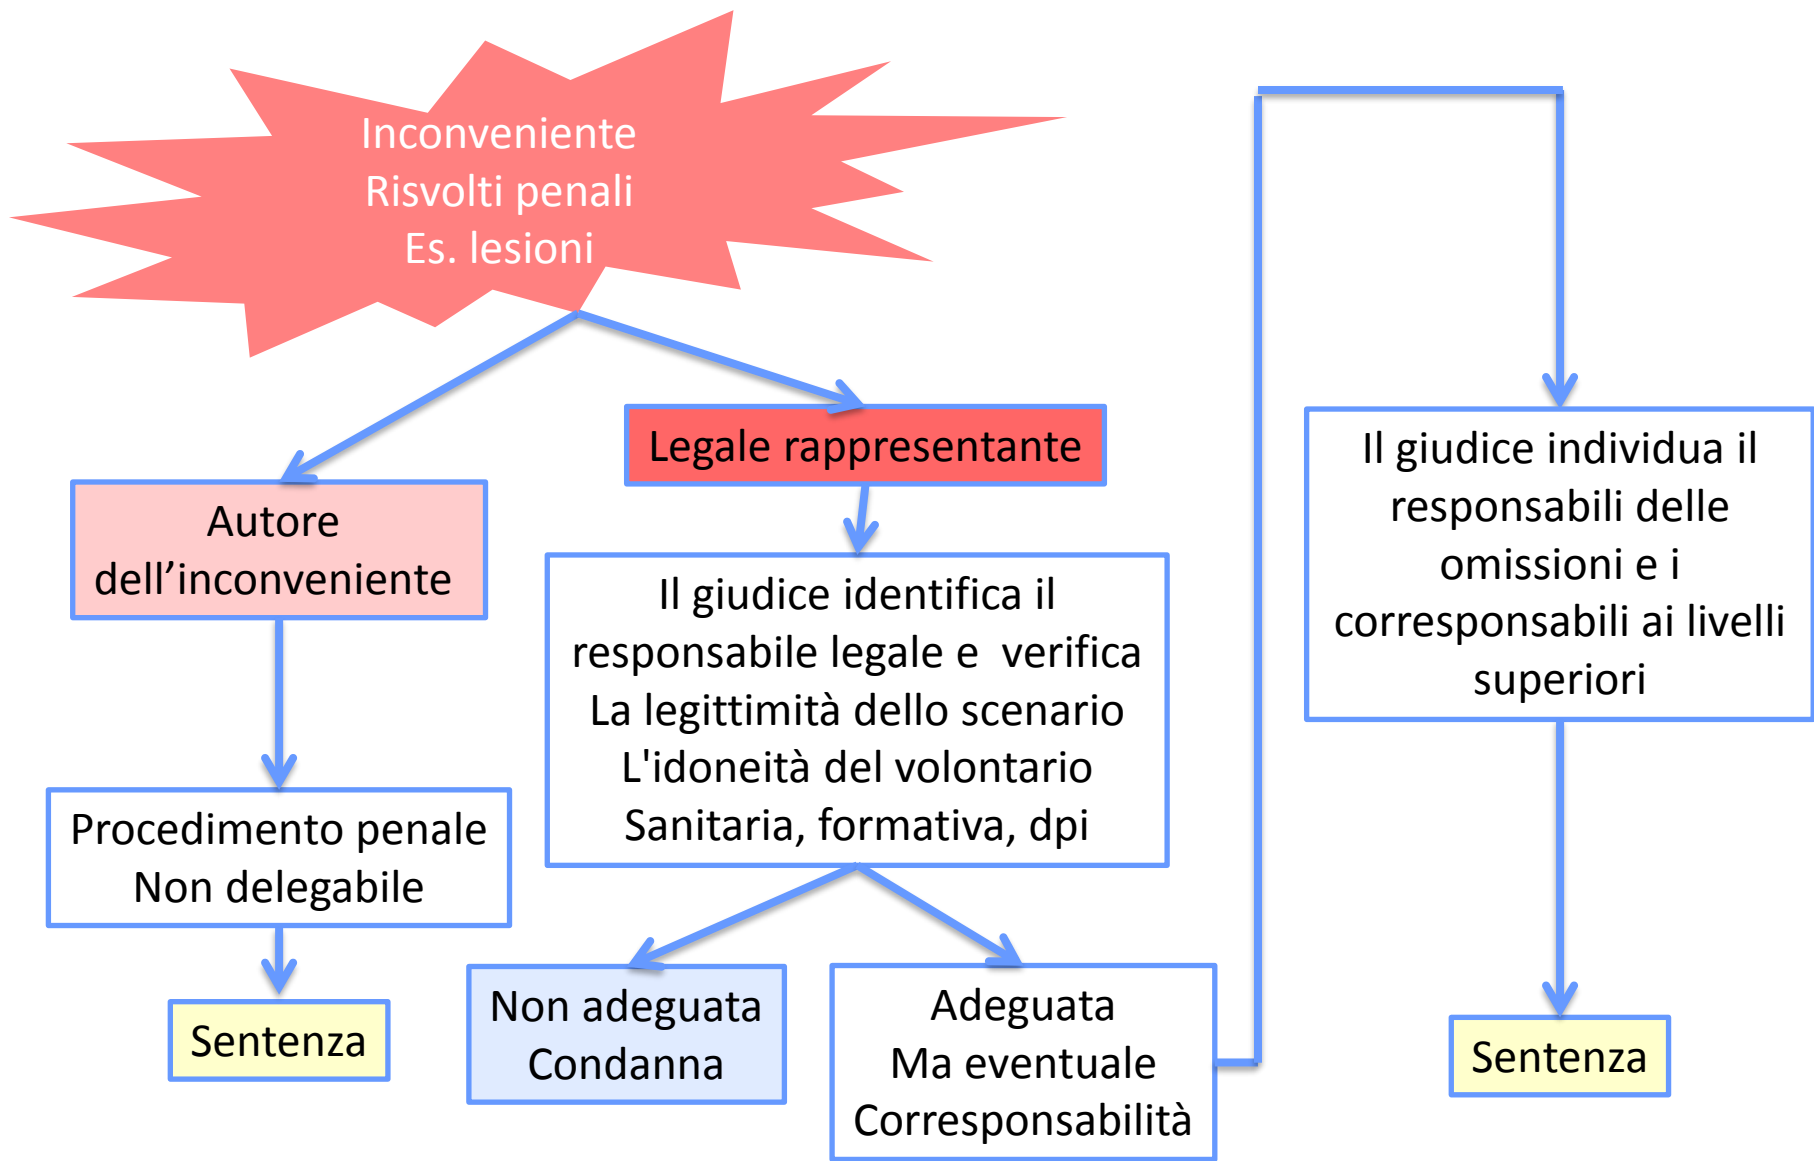 Inconveniente
Risvolti penali
Es. lesioni
Legale rappresentante
Autore
dell’inconveniente
Il giudice identifica il
responsabile legale e  verifica
La legittimità dello scenario
L'idoneità del volontario
Sanitaria, formativa, dpi
Procedimento penale
Non delegabile
Sentenza
Non adeguata
Condanna
Adeguata
Ma eventuale
Corresponsabilità
Il giudice individua il
responsabili delle
omissioni e i
corresponsabili ai livelli
superiori
Sentenza